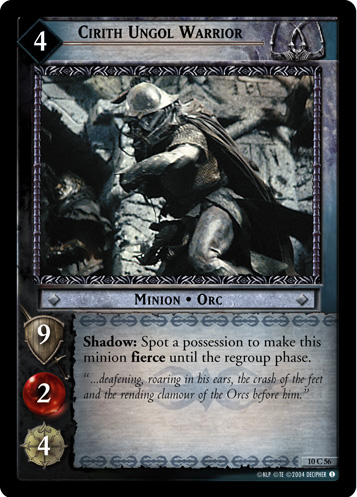 4
Cirith Ungol Warrior
Minion • Orc
9
Shadow: Spot a possession to make this
minion fierce until the regroup phase.
2
“...deafening, roaring in his ears, the crash of the feet
and the rending clamour of the Orcs before him.”
4
10 C 56
©NLP ©TE ©2004 DECIPHER